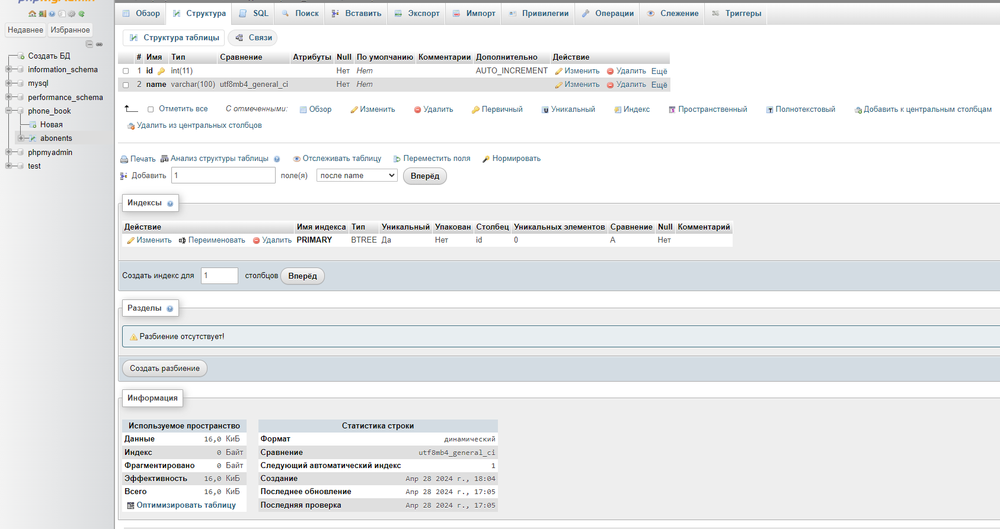 phpMyAdmin
Недавнее Избранное
Создать БД
information_schema
mysql
performance_schema
phone_book
Новая
abonents
phpmyadmin
test
Обзор Структура SQL Поиск Вставить Экспорт Импорт Привилегии Операции Слежение Триггеры
Структура таблицы Связи
# Имя Тип Сравнение Атрибуты Null По умолчанию Комментарии Дополнительно Действие
1 id int(11) Нет Нет AUTO_INCREMENT Изменить Удалить Ещё
2 name varchar(100) utf8mb4_general_ci Нет Нет Изменить Удалить Ещё
Отметить все С отмеченными: Обзор Изменить Удалить Первичный Уникальный Индекс Пространственный Полнотекстовый Добавить к центральным столбцам
Удалить из центральных столбцов
Печать Анализ структуры таблицы Отслеживать таблицу Переместить поля Нормировать
Добавить 1 поле(я) после name Вперёд
Индексы
Действие Имя индекса Тип Уникальный Упакован Столбец Уникальных элементов Сравнение Null Комментарий
Изменить Переименовать Удалить PRIMARY BTREE Да Нет id 0 A Нет
Создать индекс для 1 столбцов Вперёд
Разделы
Разбиение отсутствует!
Создать разбиение
Информация
Используемое пространство
Данные 16,0 КиБ
Индекс 0 Байт
Фрагментировано 0 Байт
Эффективность 16,0 КиБ
Всего 16,0 КиБ
Оптимизировать таблицу
Статистика строки
Формат динамический
Сравнение utf8mb4_general_ci
Следующий автоматический индекс 1
Создание Апр 28 2024 г., 18:04
Последнее обновление Апр 28 2024 г., 17:05
Последняя проверка Апр 28 2024 г., 17:05